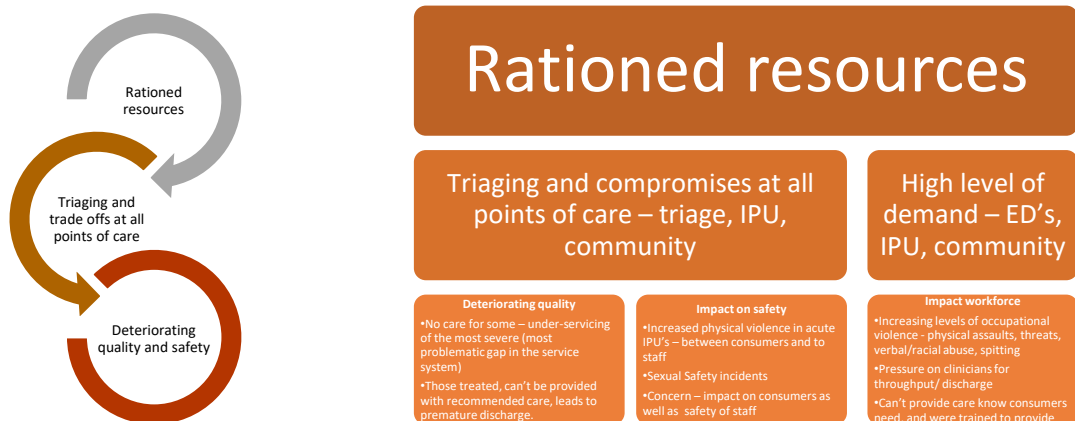 Rationed
resources
Triaging and
trade offs at all
points of care
Deteriorating
quality and safety
Rationed resources
Triaging and compromises at all
points of care – triage, IPU,
community
High level of
demand – ED's,
IPU, community
Deteriorating quality
•No care for some – under-servicing
of the most severe (most
problematic gap in the service
system)
•Those treated, can't be provided
with recommended care, leads to
premature discharge.
Impact on safety
•Increased physical violence in acute
IPU's – between consumers and to
staff
•Sexual Safety incidents
•Concern – impact on consumers as
well as safety of staff
Impact workforce
•Increasing levels of occupational
violence - physical assaults, threats,
verbal/racial abuse, spitting
•Pressure on clinicians for
throughput/ discharge
•Can't provide care know consumers
need, and were trained to provide